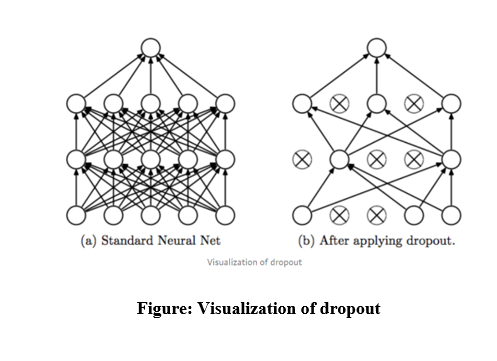 (a) Standard Neural Net
(b) After applying dropout.
Visualization of dropout
Figure: Visualization of dropout